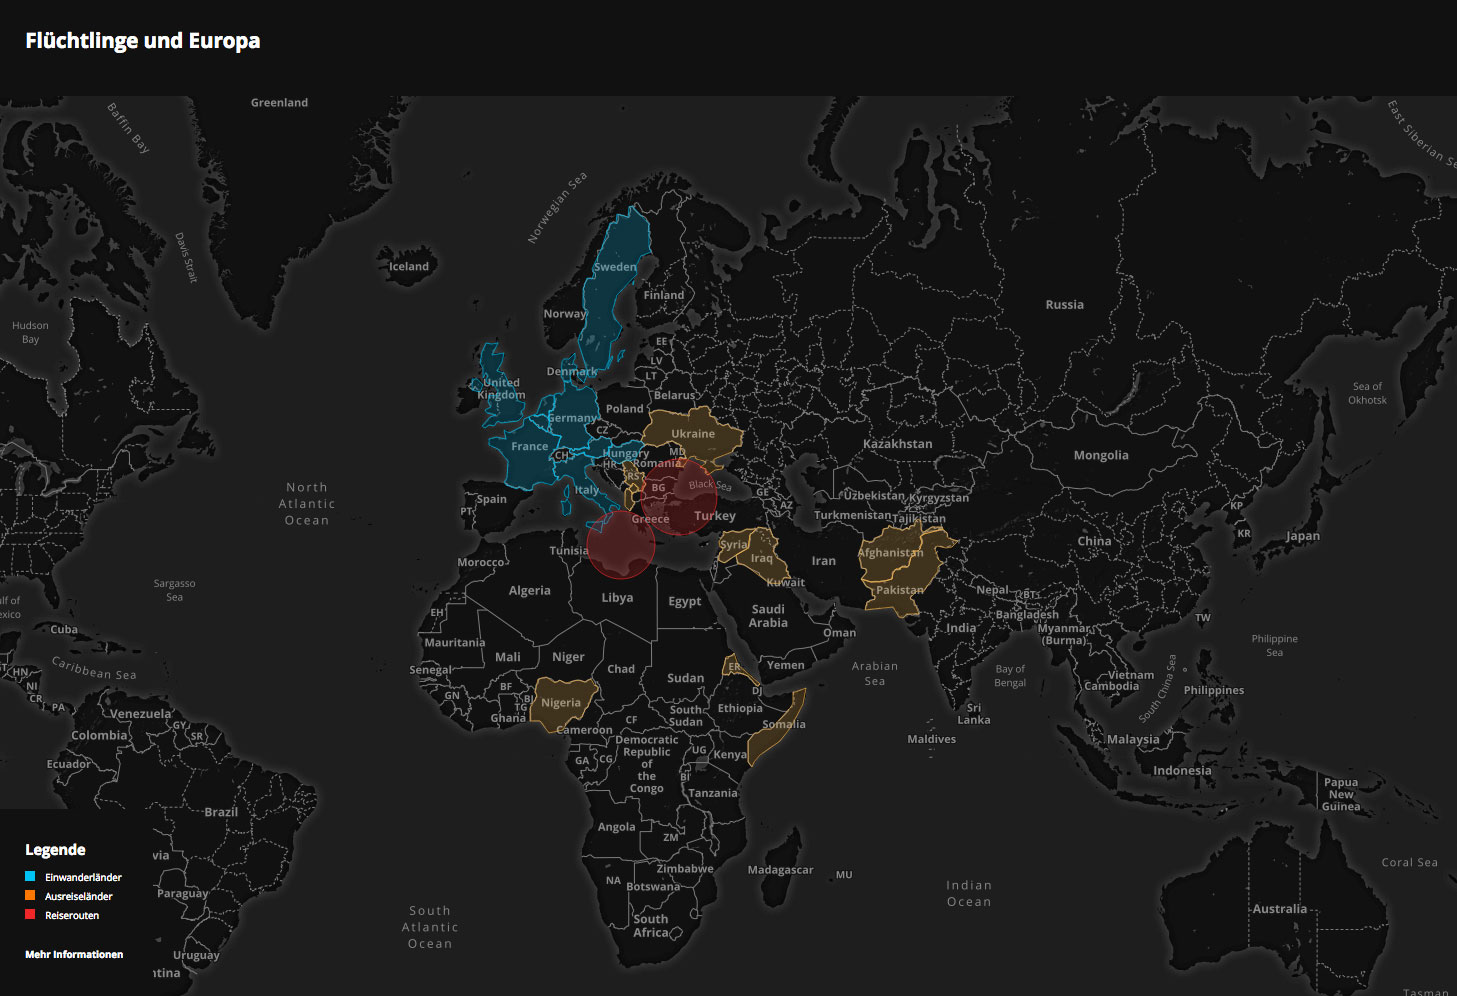 Flüchtlinge und Europa
Greenland
Baffin Bay
East Siberian
Norwegian Sea
Davis Strait
Iceland
Sweden
Finland
Russia
Norway
Hudson
Bay
EE
LV
LT
Denmark
United
Kingdom
Sea of
Okhotsk
Belarus
Poland
Germany
CZ
Ukraine
France
CH
Hungary
MD
HR
Romania
Kazakhstan
Mongolia
RS
Italy
BG
Black Sea
GE
AZ
Uzbekistan
Kyrgyzstan
North
Atlantic
Ocean
Spain
PT
Greece
Turkey
Turkmenistan
Tajikistan
KP
KR
Japan
China
Tunisia
Syria
Iraq
Iran
Afghanistan
Morocco
Kuwait
Pakistan
Algeria
Libya
Egypt
Nepal
BT
Sargasso
Sea
Saudi
Arabia
Bangladesh
TW
EH
Oman
India
Myanmar
(Burma)
Cuba
Philippine
Sea
Mauritania
Mali
Niger
Chad
Sudan
ER
Yemen
Arabian
Sea
Bay of
Bengal
Caribbean Sea
HN
NI
CR
PA
Senegal
GN
BF
TG
Ghana
Nigeria
DJ
Vietnam
Cambodia
South China Sea
Philippines
Venezuela
GY
SR
Colombia
Cameroon
CF
South
Sudan
Ethiopia
Somalia
Sri
Lanka
Maldives
Malaysia
Ecuador
GA
CG
Democratic
Republic
of
the
Congo
UG
Kenya
BI
Indonesia
Tanzania
Papua
New
Guinea
Brazil
Angola
ZM
Zimbabwe
Madagascar
MU
Coral Sea
NA
Botswana
Indian
Ocean
Paraguay
South
Africa
Australia
South
Atlantic
Ocean
Uruguay
Tasman
Legende
Einwanderländer
Ausreiseländer
Reiserouten
Mehr Informationen